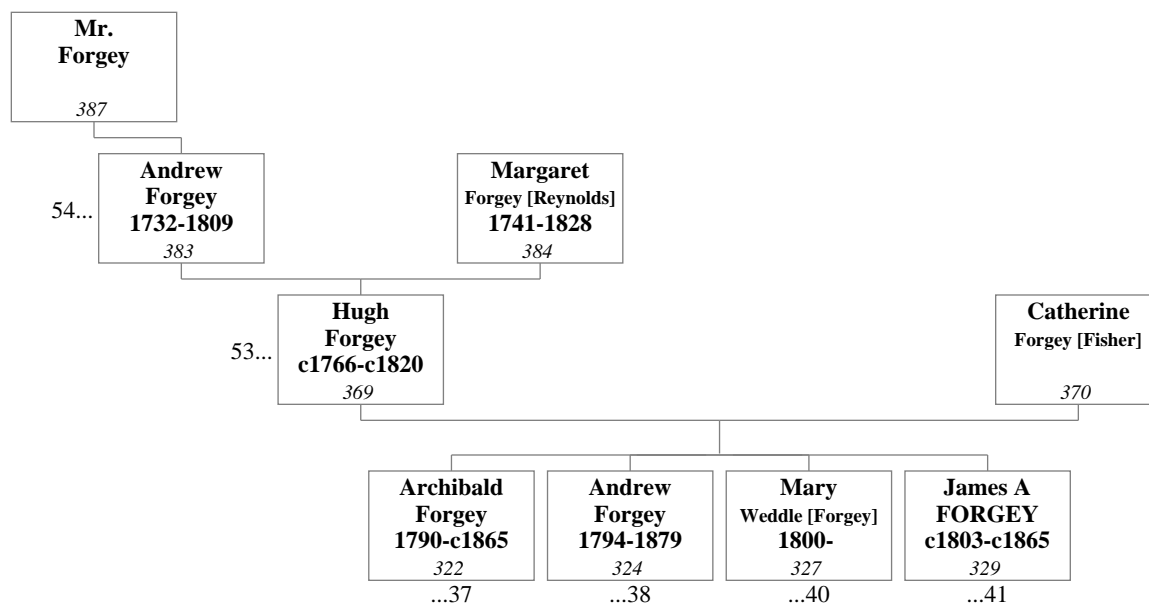 Mr.
Forgey
387
Andrew
Forgey
1732-1809
383
54...
Margaret
Forgey [Reynolds]
1741-1828
384
Hugh
Forgey
c1766-c1820
369
53...
Catherine
Forgey [Fisher]
370
Archibald
Forgey
1790-c1865
322
...37
Andrew
Forgey
1794-1879
324
...38
Mary
Weddle [Forgey]
1800-
327
...40
James A
FORGEY
c1803-c1865
329
...41